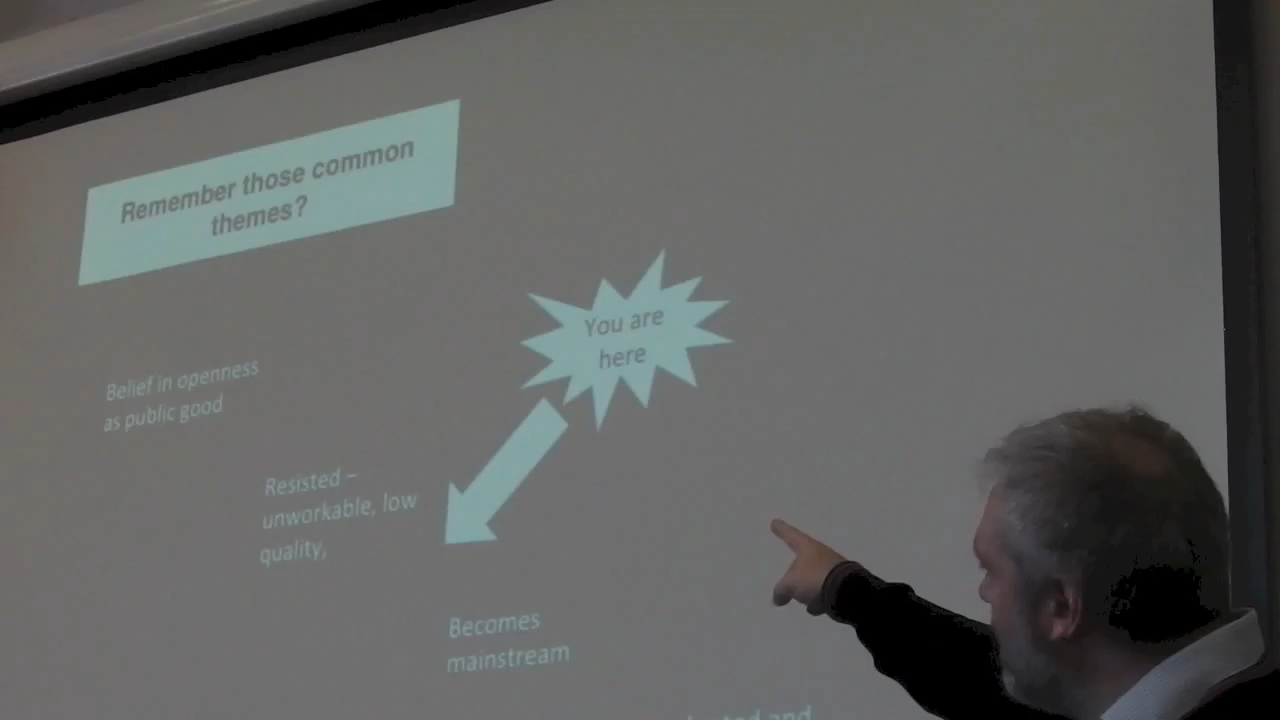 Remember those common
themes?
You are
here
Belief in openness
as public good
Resisted –
unworkable, low
quality,
Becomes
mainstream
and